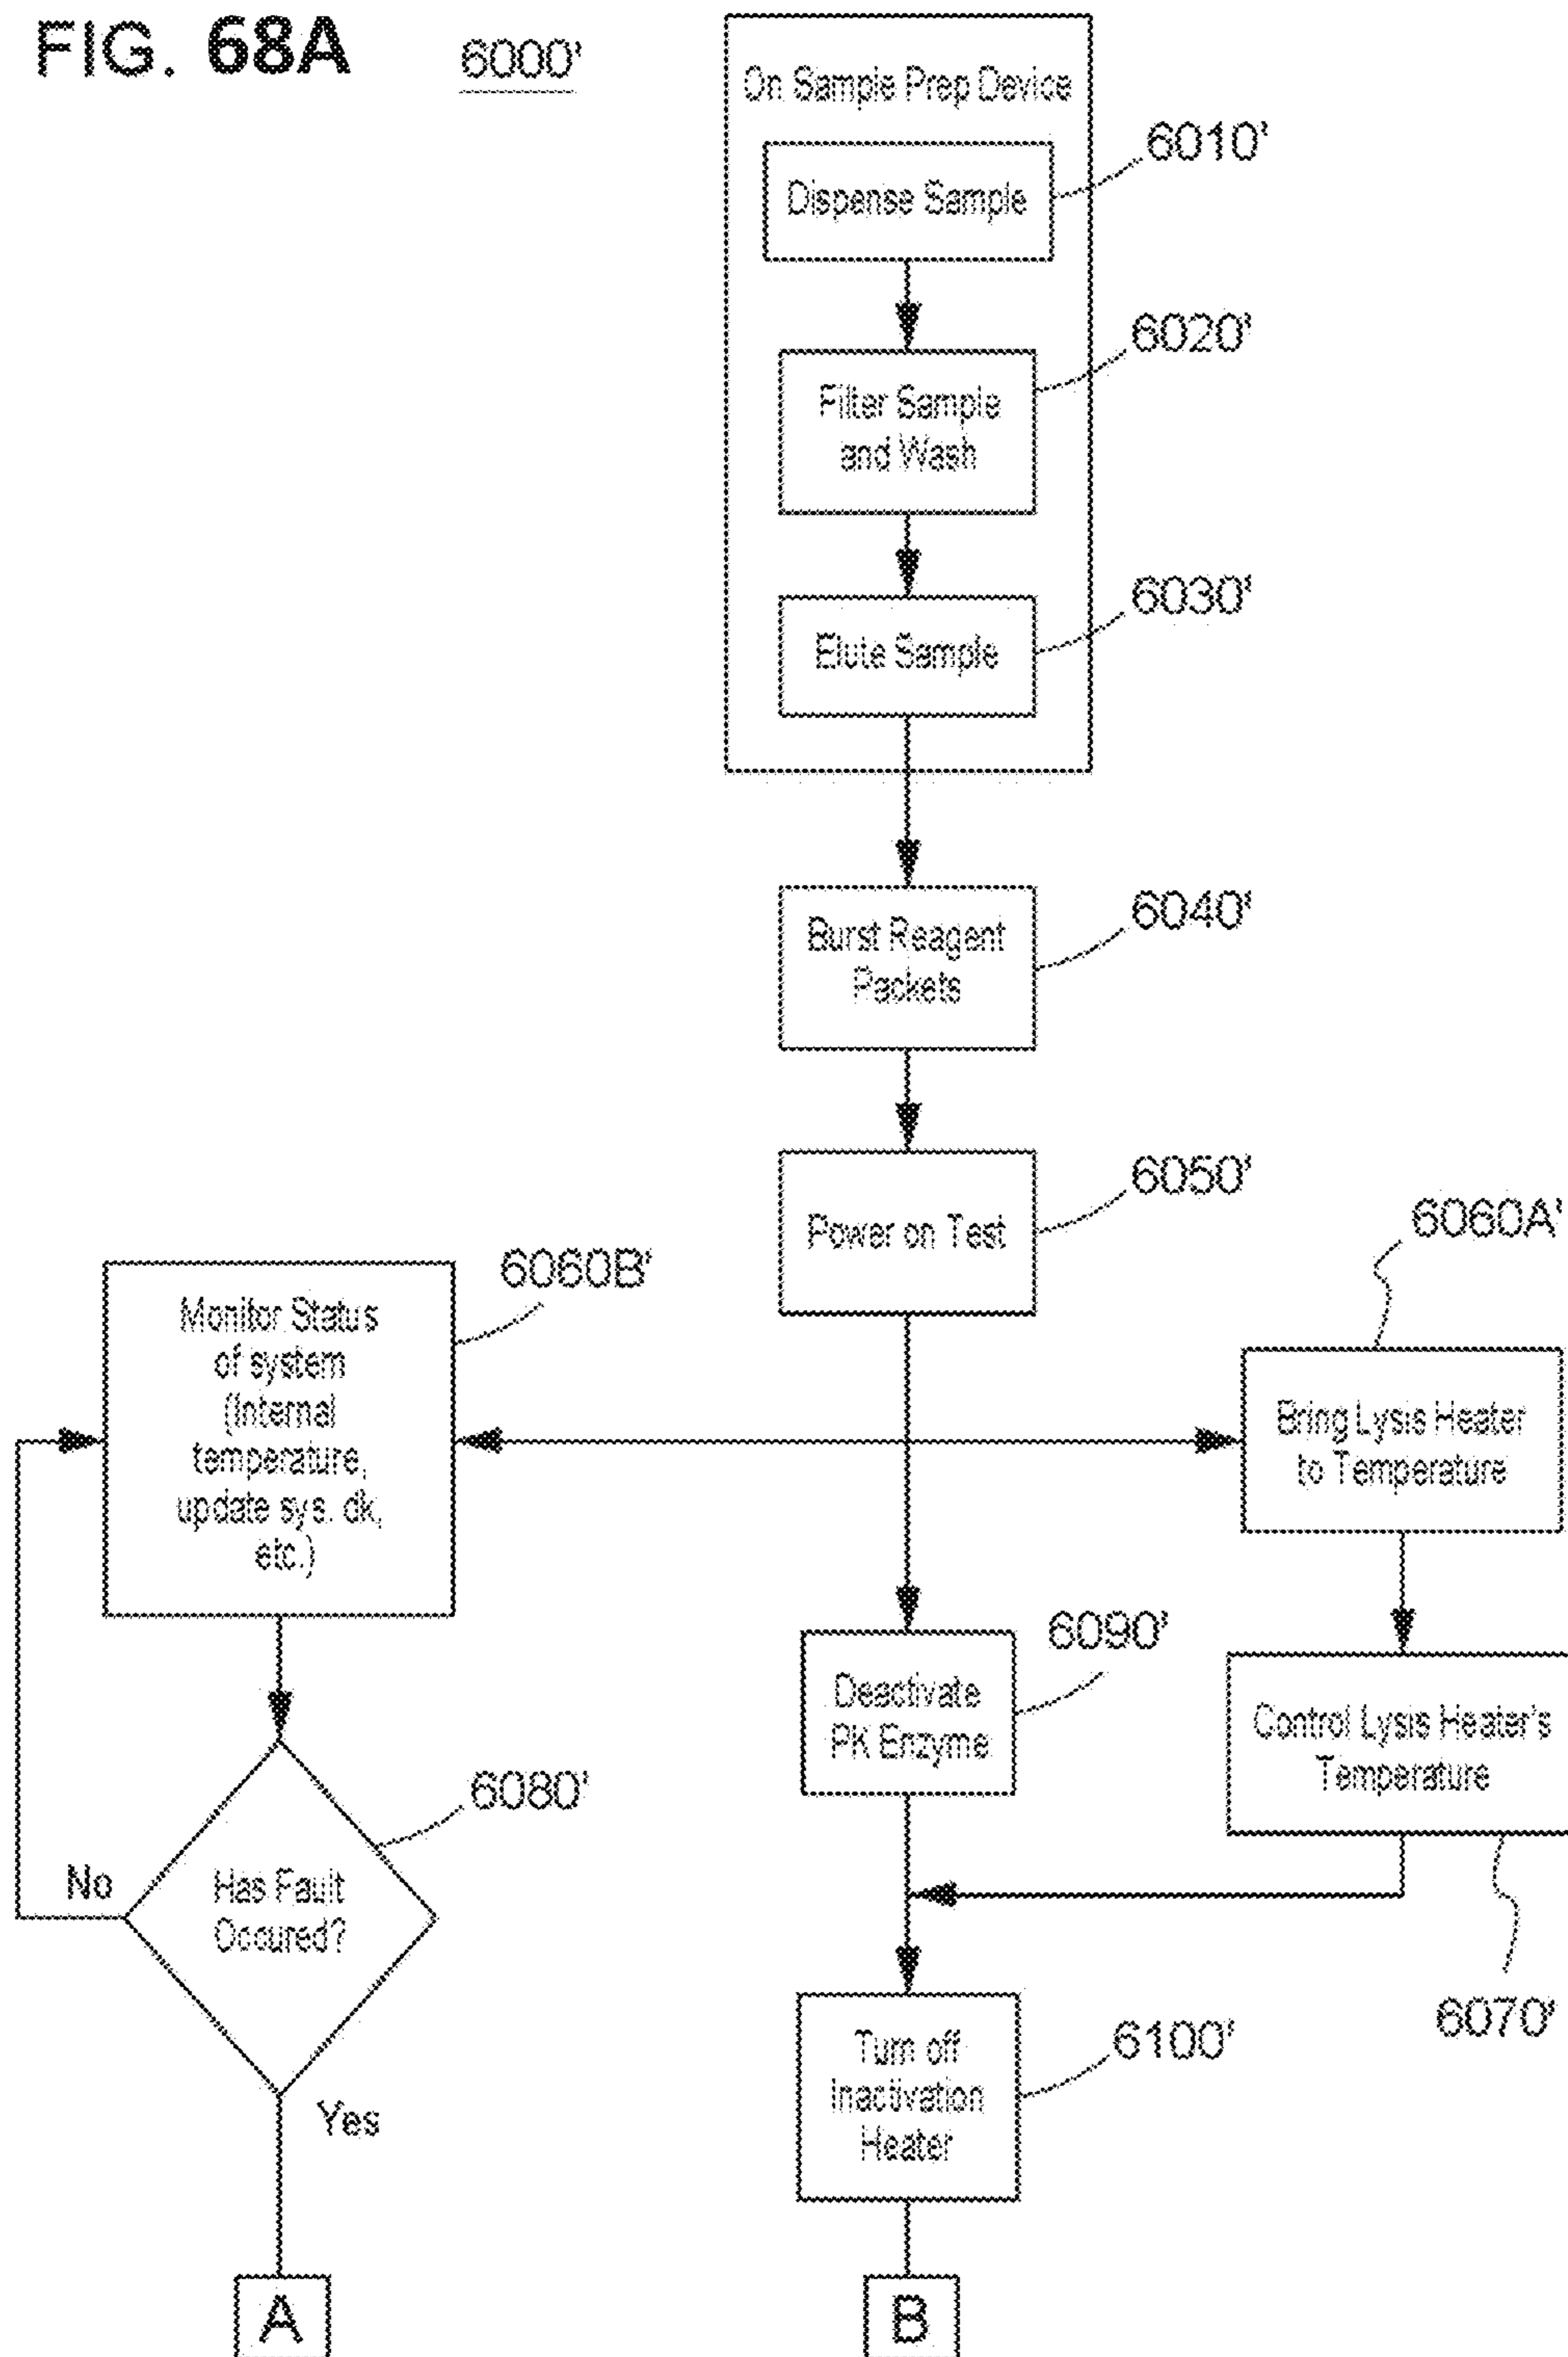 FIG. 68A
6000'
On Sample Prep Device
6010'
Dispense Sample
6020'
Filter Sample
and Wash
6030'
Elute Sample
6040'
Burst Reagent
Packets
6050'
Power on Test
6060A'
6060B'
Monitor Status
of system
(Internal
temperature,
update sys. dk,
etc.)
Bring Lysis Heater
to Temperature
6090'
Deactivate
PK Enzyme
Control Lysis Heater's
Temperature
6080'
No
Has Fault
Occured?
6070'
Yes
6100'
Turn off
Inactivation
Heater
A
B